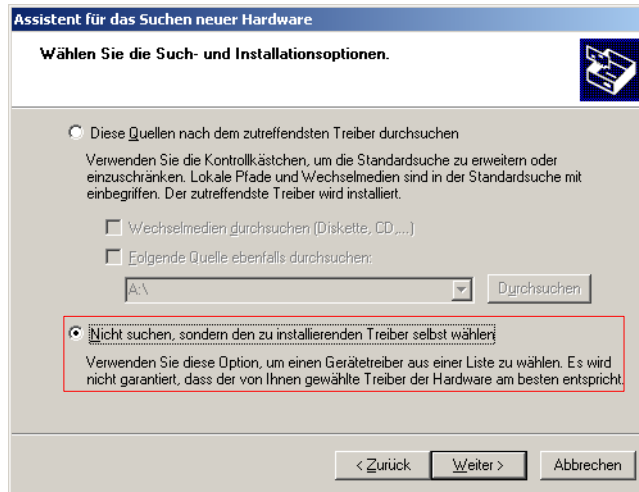 Assistent für das Suchen neuer Hardware
Wählen Sie die Such- und Installationsoptionen.
Diese Quellen nach dem zutreffendsten Treiber durchsuchen
Verwenden Sie die Kontrollkästchen, um die Standardsuche zu erweitern oder
einzuschränken. Lokale Pfade und Wechselmedien sind in der Standardsuche mit
einbegriffen. Der zutreffendste Treiber wird installiert.
Wechselmedien durchsuchen (Diskette, CD,...)
Folgende Quelle ebenfalls durchsuchen:
A:\ Durchsuchen
Nicht suchen, sondern den zu installierenden Treiber selbst wählen
Verwenden Sie diese Option, um einen Gerätetreiber aus einer Liste zu wählen. Es wird
nicht garantiert, dass der von Ihnen gewählte Treiber der Hardware am besten entspricht.
< Zurück Weiter > Abbrechen